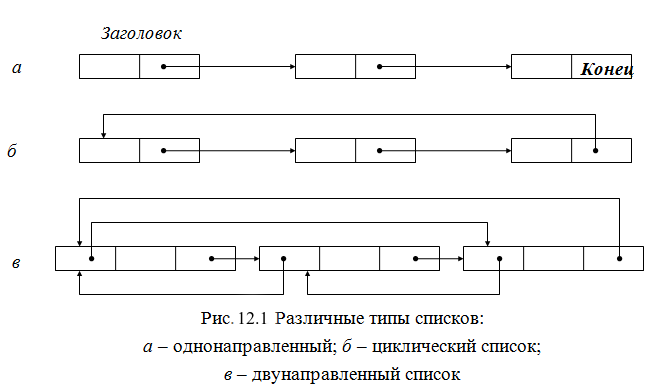 Заголовок
а
Конец
б
в
Рис. 12.1 Различные типы списков:
а – однонаправленный; б – циклический список;
в – двунаправленный список